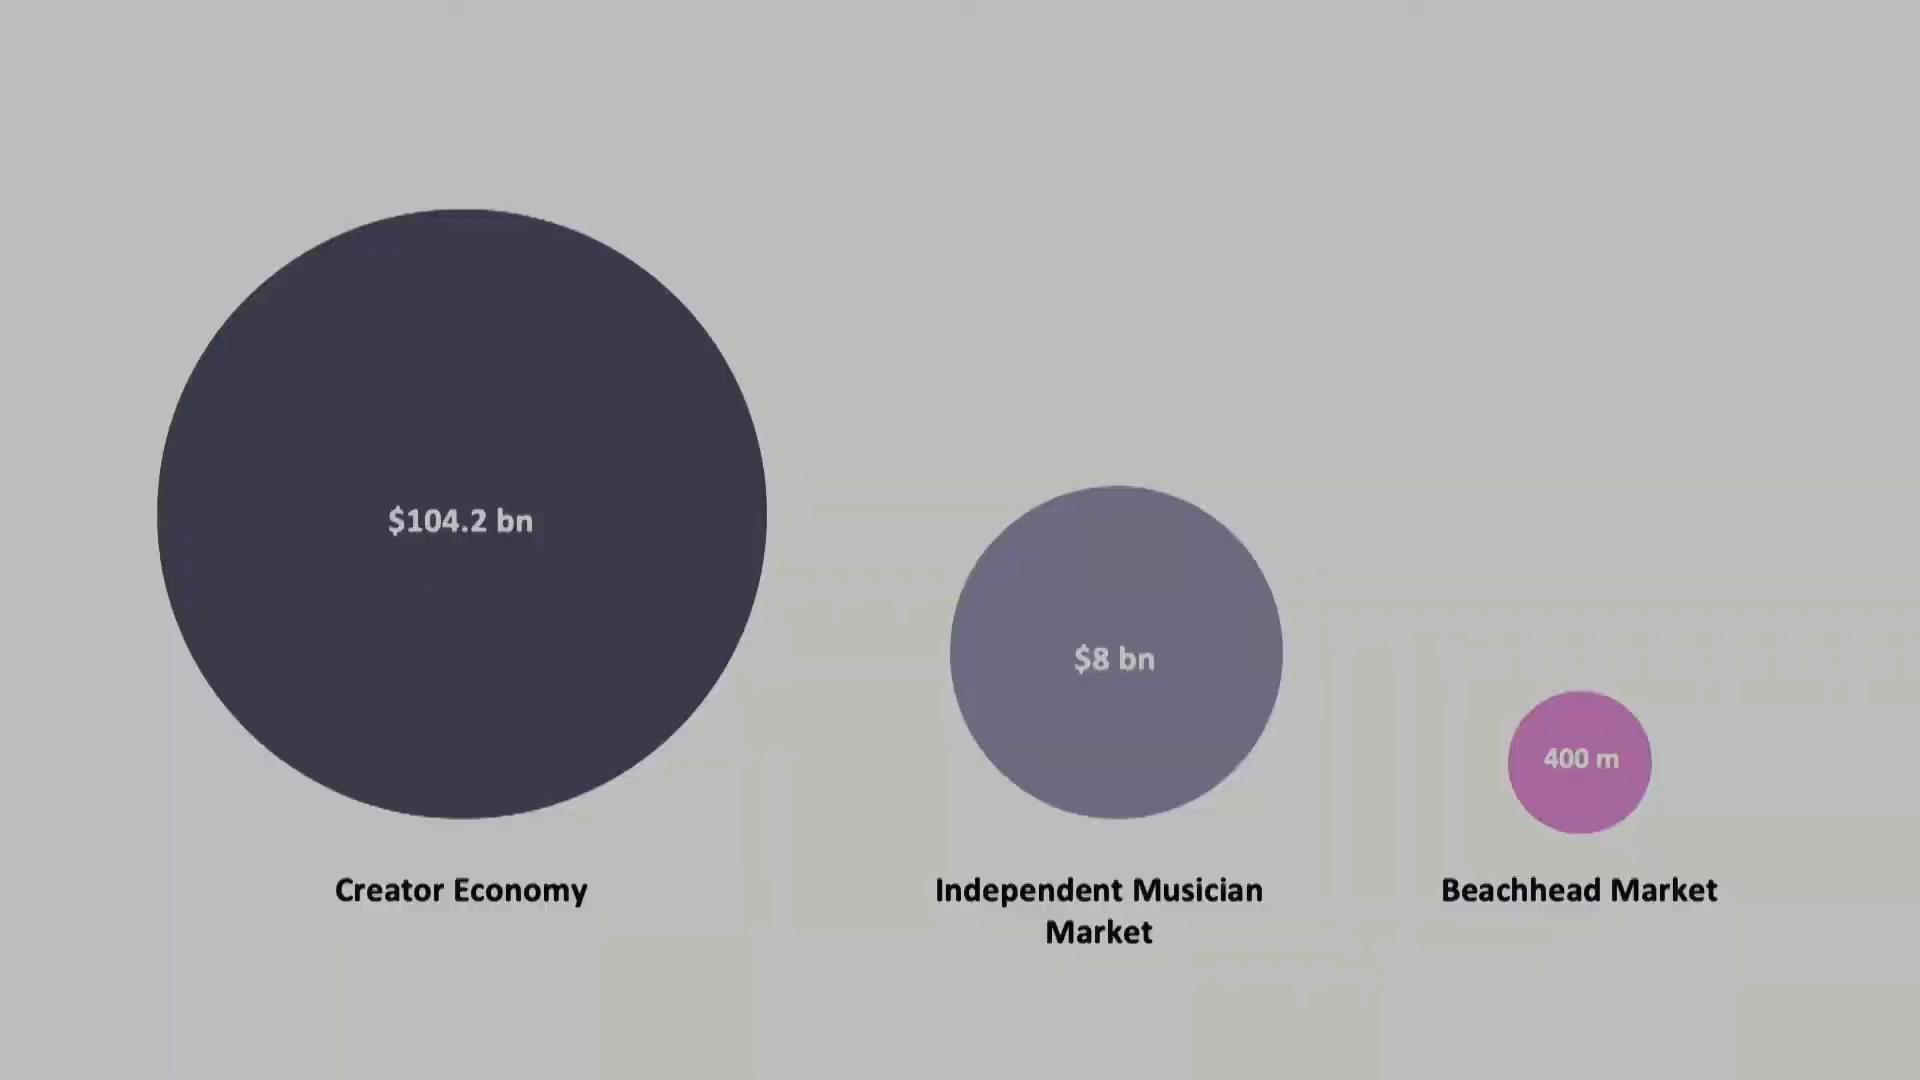 $104.2 bn
$8 bn
400 m
Creator Economy
Independent Musician
Market
Beachhead Market